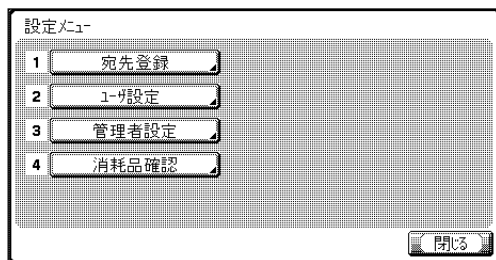 設定ﾒﾆｭｰ
1 宛先登録
2 ﾕｰｻﾞ設定
3 管理者設定
4 消耗品確認
閉じる